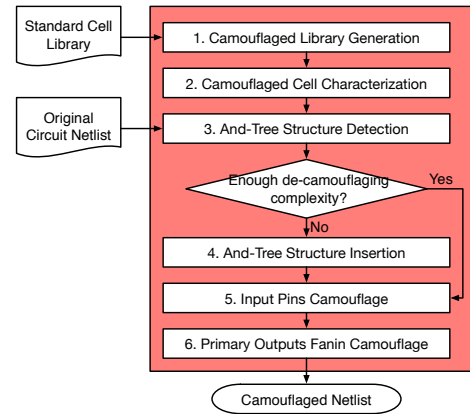 Standard Cell
Library
1. Camouflaged Library Generation
2. Camouflaged Cell Characterization
Original
Circuit Netlist
3. And-Tree Structure Detection
Enough de-camouflaging
complexity?
Yes
No
4. And-Tree Structure Insertion
5. Input Pins Camouflage
6. Primary Outputs Fanin Camouflage
Camouflaged Netlist